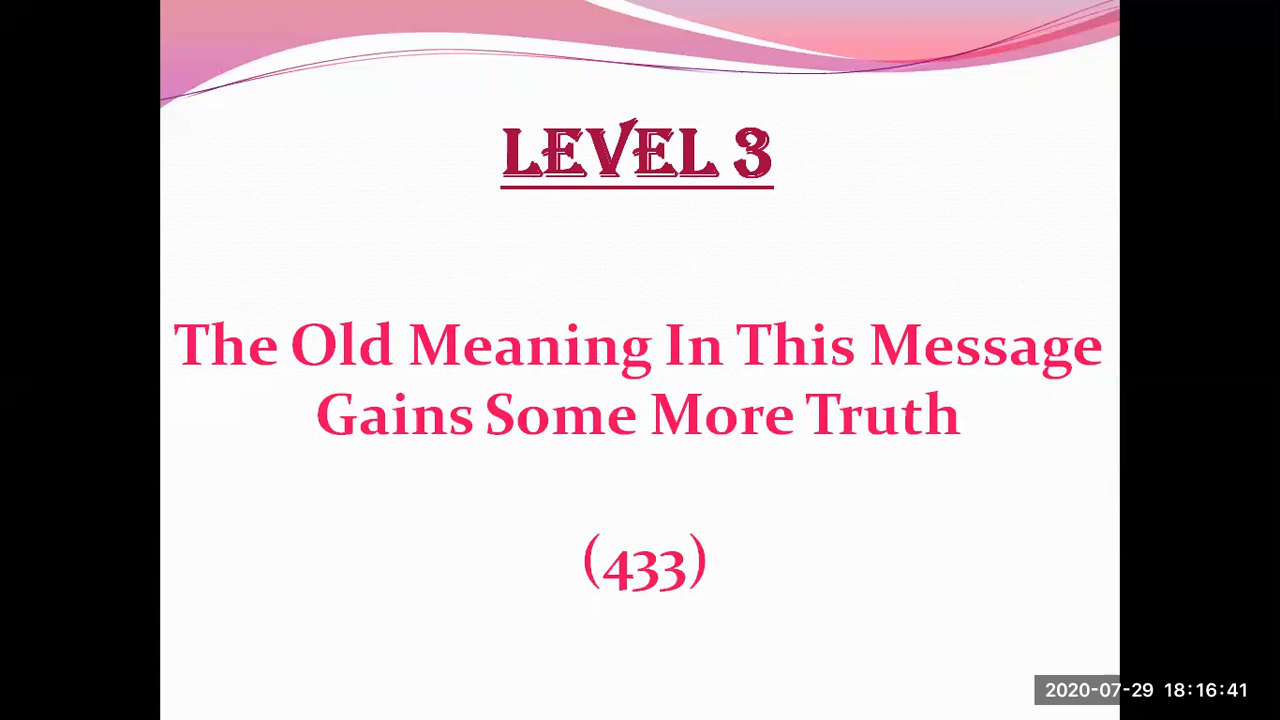 LEVEL 3
The Old Meaning In This Message
Gains Some More Truth
(433)
2020-07-29 18:16:41